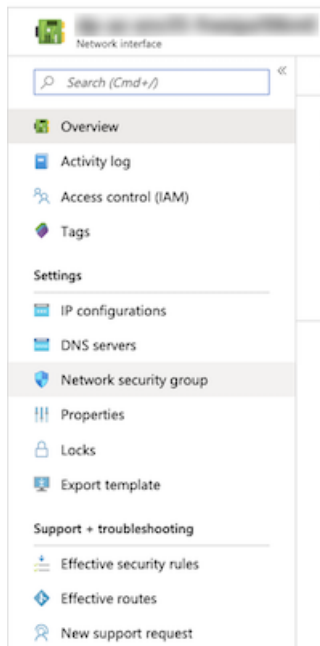 Network interface
Search (Cmd+/)
Overview
Activity log
Access control (IAM)
Tags
Settings
IP configurations
DNS servers
Network security group
Properties
Locks
Export template
Support + troubleshooting
Effective security rules
Effective routes
New support request